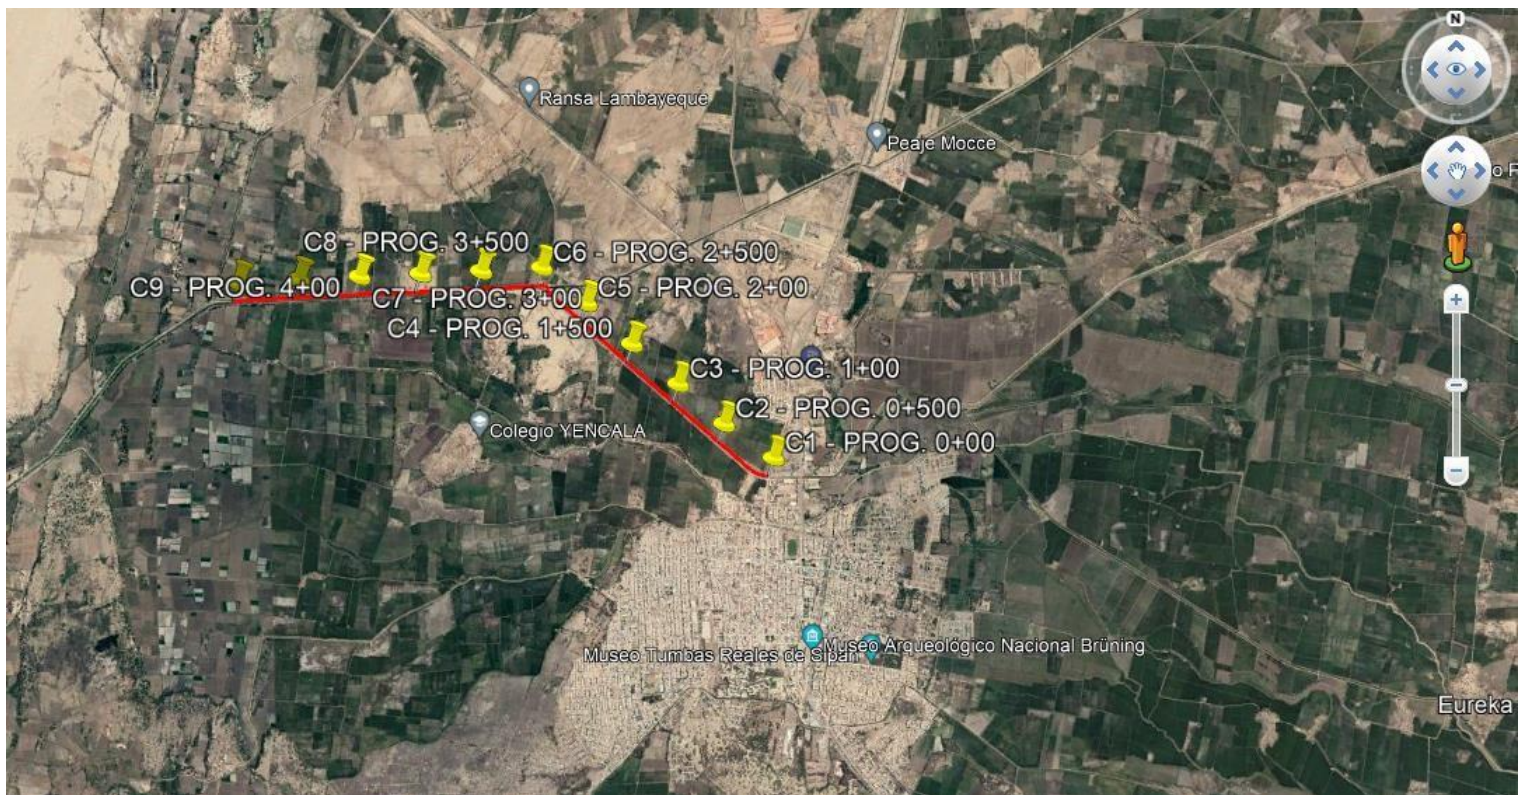 N
Ransa Lambayeque
Peaje Mocce
C8 - PROG. 3+500
C6 - PROG. 2+500
C9 - PROG. 4+00
C7 - PROG. 3+00
C5 - PROG. 2+00
C4 - PROG. 1+500
C3 - PROG. 1+00
C2 - PROG. 0+500
Colegio YENCALA
C1 - PROG. 0+00
Museo Arqueológico Nacional Brüning
Museo Tumbas Reales de Sipán
Eureka